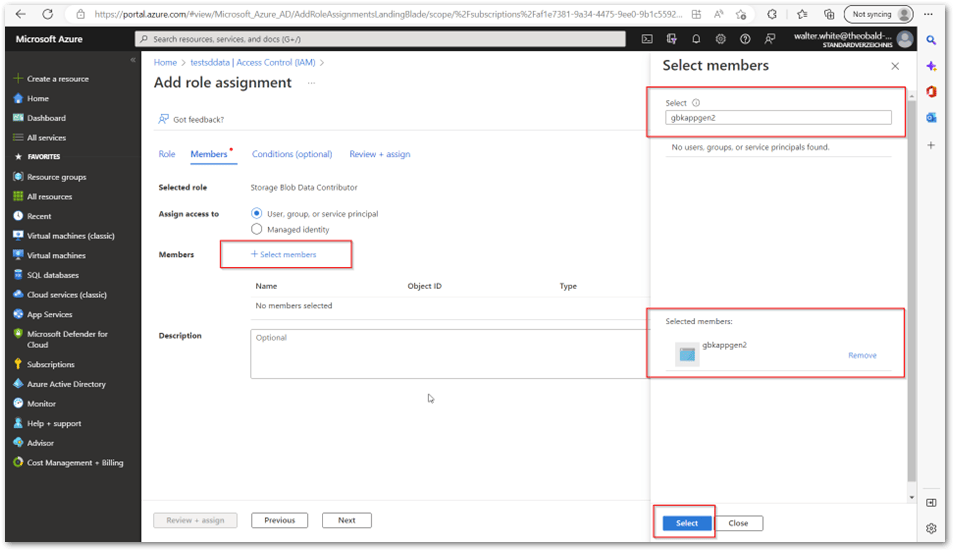 https://portal.azure.com/#view/Microsoft_Azure_AD/AddRoleAssignmentsLandingBlade/scope/%2Fsubscriptions%2Faf1e7381-9a34-4475-9ee0-9b1c5592...
Not syncing
Microsoft Azure
Search resources, services, and docs (G+/)
walter.white@theobald-...
STANDARDVERZEICHNIS
Create a resource
Home
Dashboard
All services
FAVORITES
Resource groups
All resources
Recent
Virtual machines (classic)
Virtual machines
SQL databases
Cloud services (classic)
App Services
Microsoft Defender for
Cloud
Subscriptions
Azure Active Directory
Monitor
Help + support
Advisor
Cost Management + Billing
Home > testsddata | Access Control (IAM) >
Add role assignment ...
Got feedback?
Role Members * Conditions (optional) Review + assign
Selected role Storage Blob Data Contributor
Assign access to User, group, or service principal
Managed identity
Members + Select members
Name Object ID Type
No members selected
Description Optional
Review + assign Previous Next
Select members
Select
gbkappgen2
No users, groups, or service principals found.
Selected members:
gbkappgen2
Remove
Select Close